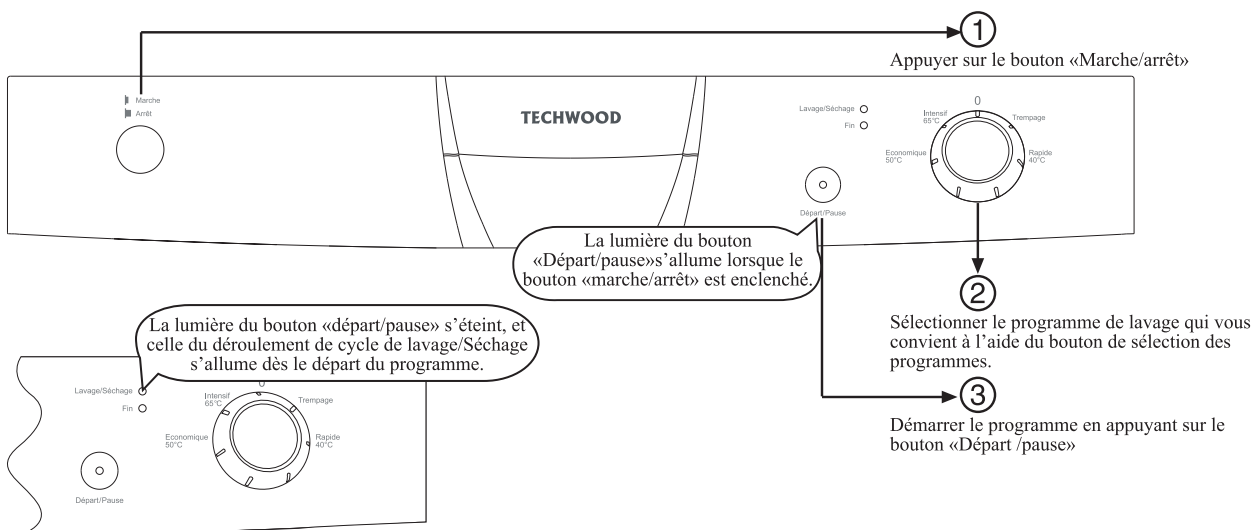 1
Appuyer sur le bouton «Marche/arrêt»
Marche
Arrêt
TECHWOOD
Lavage/Séchage
Fin
Départ/Pause
0
Intensif
65°C
Trempage
Economique
50°C
Rapide
40°C
La lumière du bouton
«Départ/pause»s’allume lorsque le
bouton «marche/arrêt» est enclenché.
2
Sélectionner le programme de lavage qui vous
convient à l’aide du bouton de sélection des
programmes.
3
Démarrer le programme en appuyant sur le
bouton «Départ /pause»
La lumière du bouton «départ/pause» s’éteint, et
celle du déroulement de cycle de lavage/Séchage
s’allume dès le départ du programme.
Lavage/Séchage
Fin
Départ/Pause
0
Intensif
65°C
Trempage
Economique
50°C
Rapide
40°C